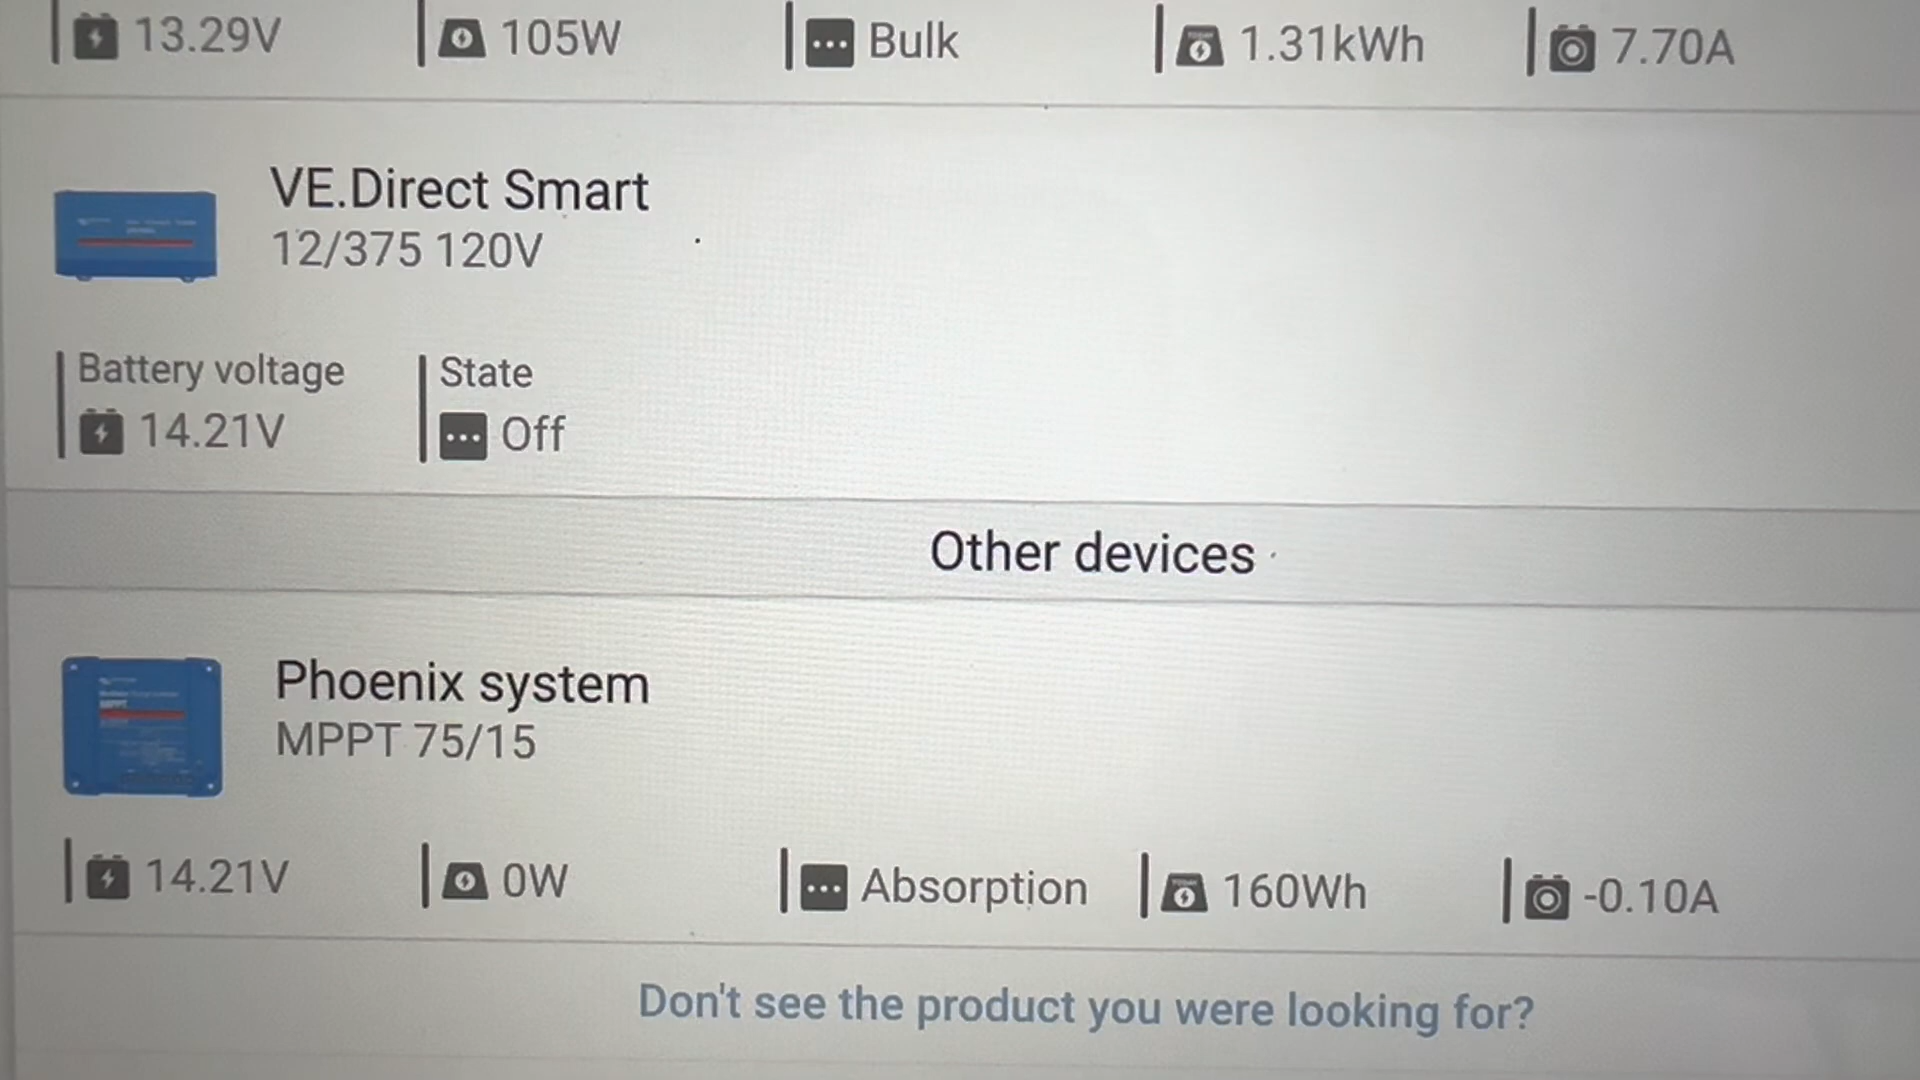 13.29V 105W Bulk 1.31kWh 7.70A
VE.Direct Smart
12/375 120V
Battery voltage State
14.21V Off
Other devices
Phoenix system
MPPT 75/15
14.21V 0W Absorption 160Wh -0.10A
Don't see the product you were looking for?